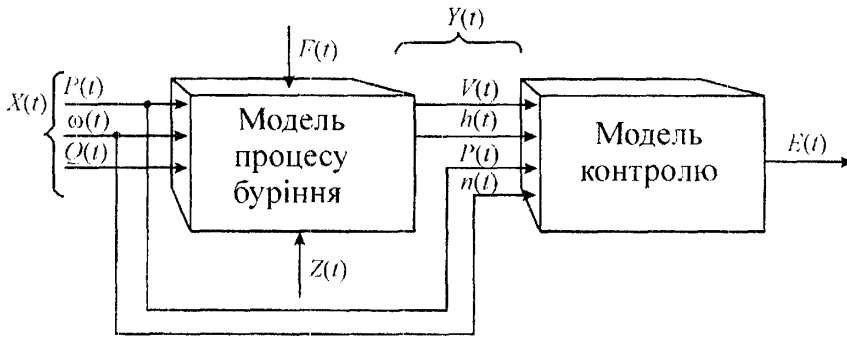 Y(t)
F(t)
X(t)
P(t)
ω(t)
Q(t)
Модель
процесу
буріння
V(t)
h(t)
P(t)
n(t)
Модель
контролю
E(t)
Z(t)